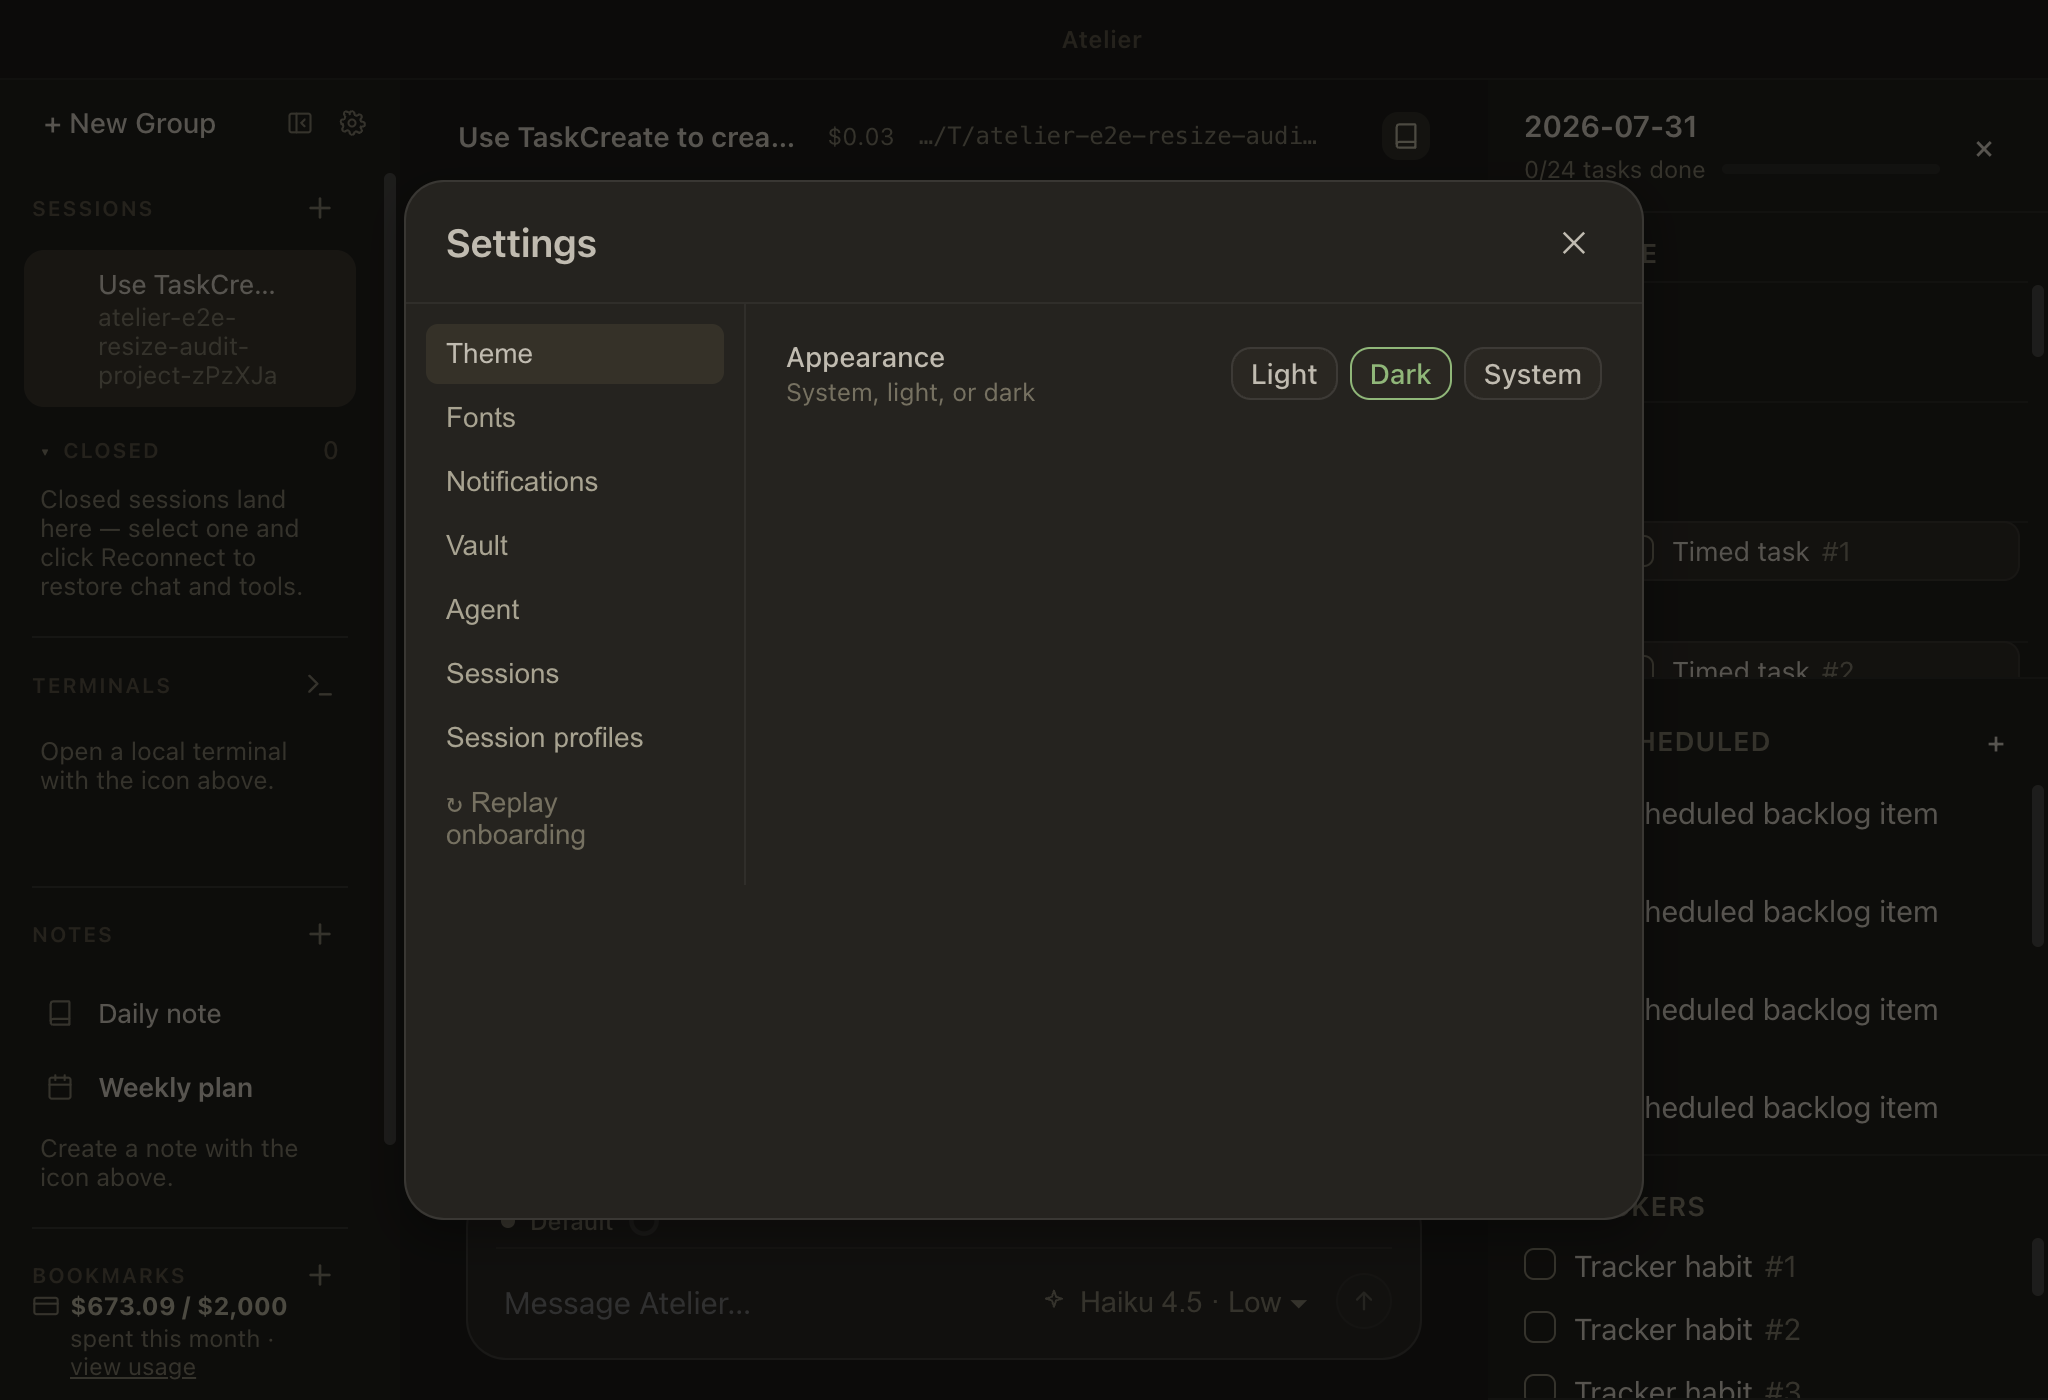 Atelier
+ New Group
SESSIONS
Use TaskCre...
atelier-e2e-
resize-audit-
project-zPzXJa
CLOSED 0
Closed sessions land
here — select one and
click Reconnect to
restore chat and tools.
TERMINALS
Open a local terminal
with the icon above.
NOTES
Daily note
Weekly plan
Create a note with the
icon above.
BOOKMARKS
$673.09 / $2,000
spent this month ·
view usage
Use TaskCreate to crea... $0.03 …/T/atelier-e2e-resize-audi…
Settings
Theme
Fonts
Notifications
Vault
Agent
Sessions
Session profiles
↻ Replay
onboarding
Appearance
System, light, or dark
Light Dark System
Default
Message Atelier...
Haiku 4.5 · Low
2026-07-31
0/24 tasks done
E
Timed task #1
Timed task #2
HEDULED
heduled backlog item
heduled backlog item
heduled backlog item
heduled backlog item
KERS
Tracker habit #1
Tracker habit #2
Tracker habit #3